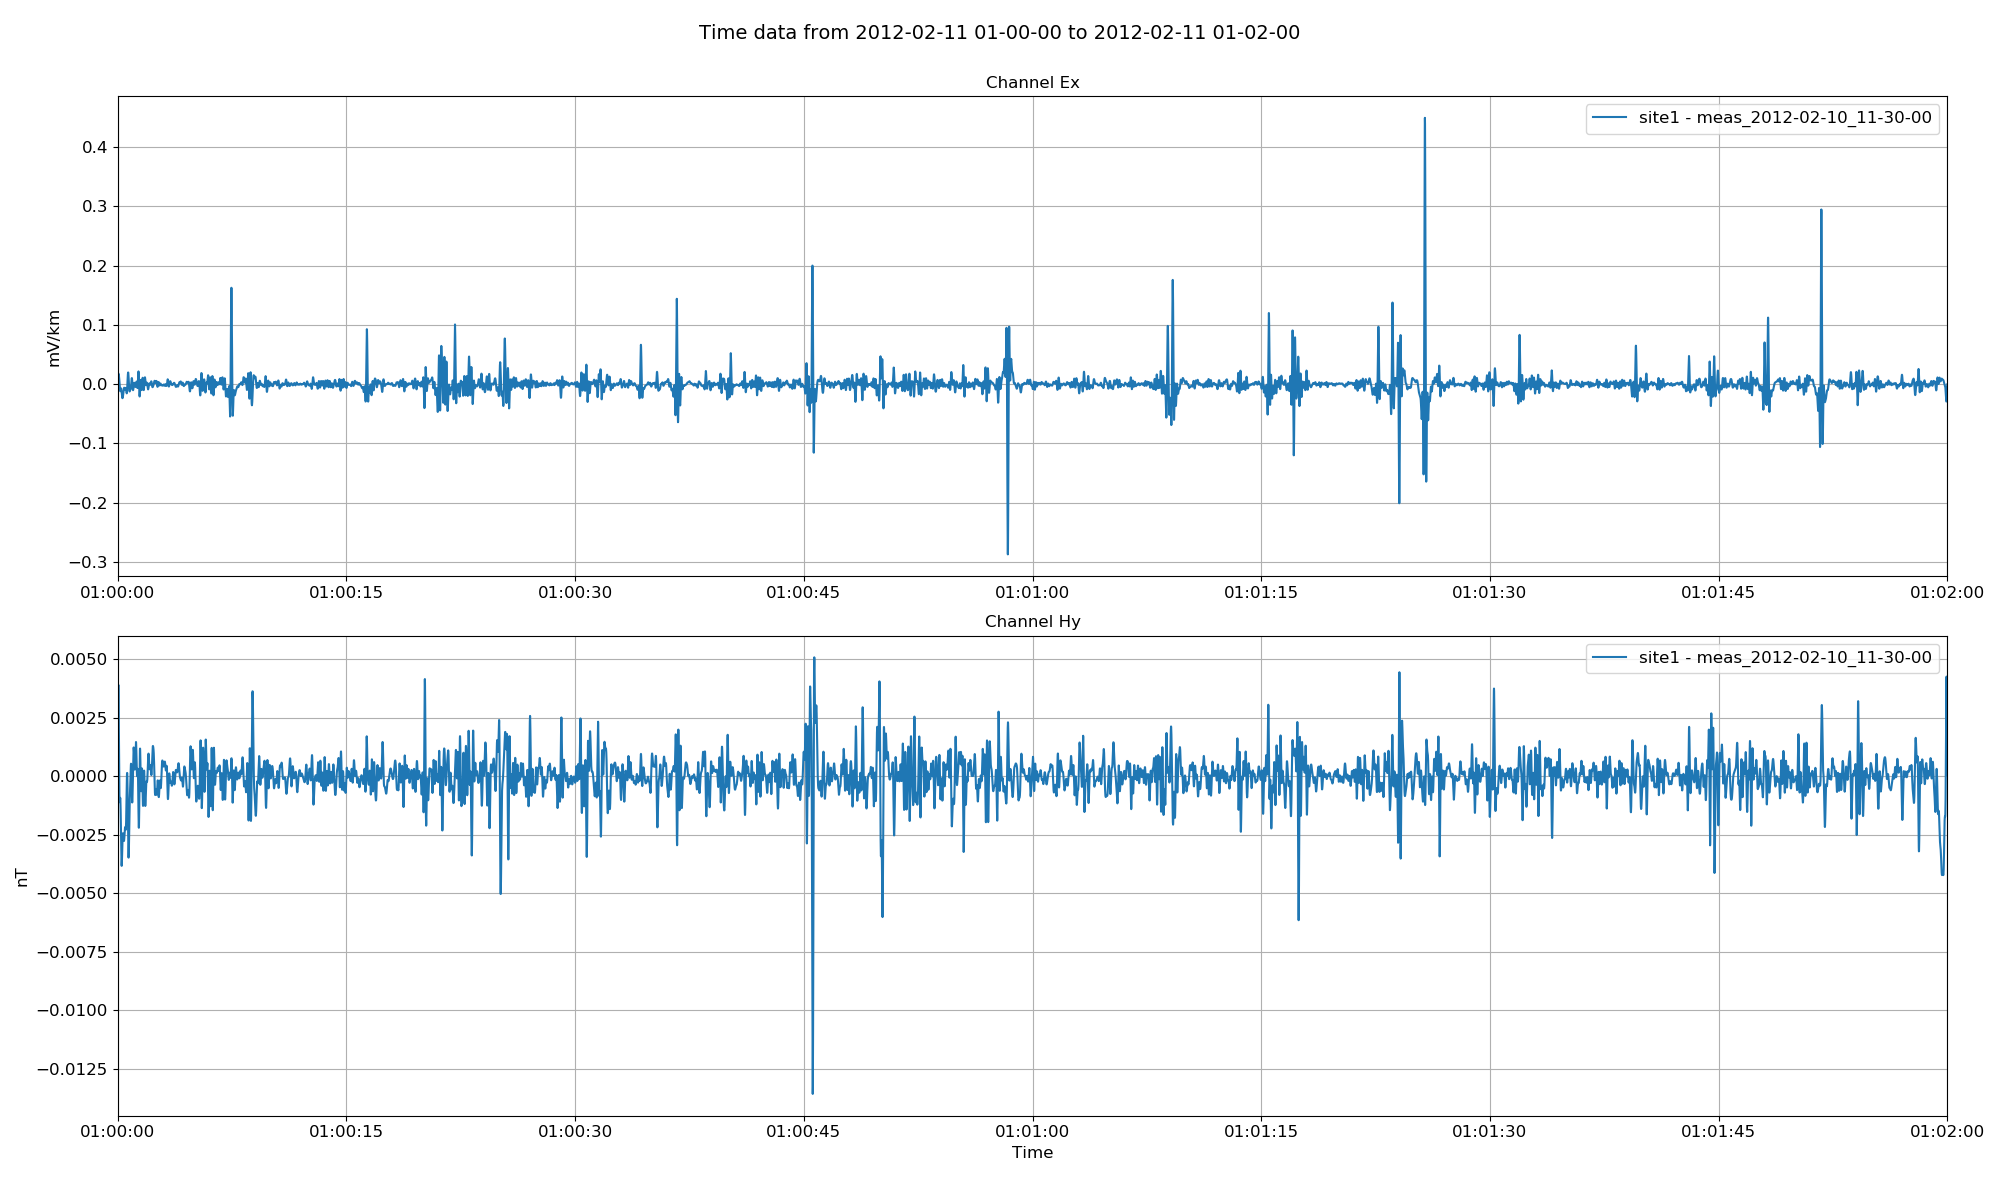 Time data from 2012-02-11 01-00-00 to 2012-02-11 01-02-00
Channel Ex
site1 - meas_2012-02-10_11-30-00
mV/km
0.4
0.3
0.2
0.1
0.0
−0.1
−0.2
−0.3
01:00:00 01:00:15 01:00:30 01:00:45 01:01:00 01:01:15 01:01:30 01:01:45 01:02:00
Channel Hy
site1 - meas_2012-02-10_11-30-00
nT
0.0050
0.0025
0.0000
−0.0025
−0.0050
−0.0075
−0.0100
−0.0125
01:00:00 01:00:15 01:00:30 01:00:45 01:01:00 01:01:15 01:01:30 01:01:45 01:02:00
Time